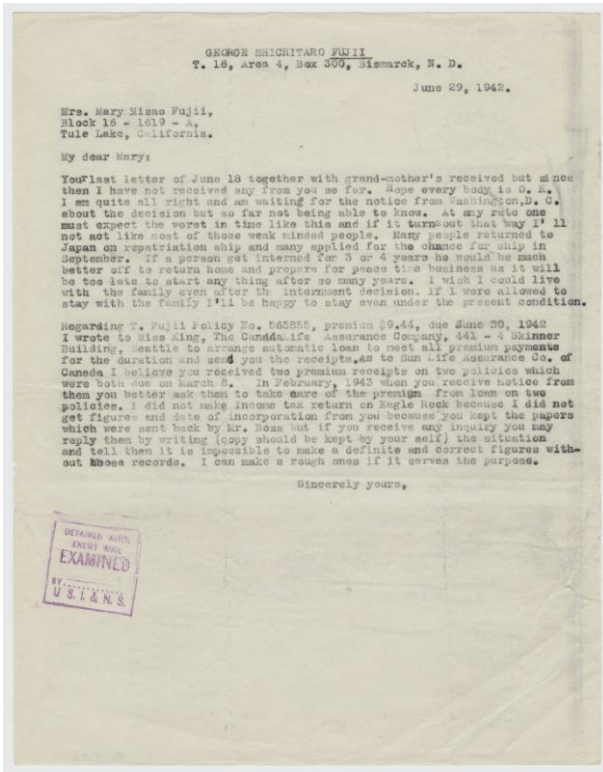 GEORGE SHICHITARO FUJII
T. 18, Area 4, Box 300, Bismarck, N. D.
June 29, 1942.
Mrs. Mary Misao Fujii,
Block 16 - 1619 - A,
Tule Lake, California.
My dear Mary:
Your last letter of June 18 together with grand-mother's received but since
then I have not received any from you so far. Hope every body is O. K.
I am quite all right and am waiting for the notice from Washington,D. C.
about the decision but so far not being able to know. At any rate one
must expect the worst in time like this and if it turnout that way I' ll
not act like most of those weak minded people. Many people returned to
Japan on repatriation ship and many applied for the chance for ship in
September. If a person get interned for 3 or 4 years he would be much
better off to return home and prepare for peace time business as it will
be too late to start any thing after so many years. I wish I could live
with the family even after the internment decision. If I were allowed to
stay with the family I'll be happy to stay even under the present condition.
Regarding T. Fujii Policy No. 565855, premium $9.44, due June 30, 1942
I wrote to Miss King, The CanadaLife Assurance Company, 441 - 4 Skinner
Building, Seattle to arrange automatic loan to meet all premium payments
for the duration and send you the receipts.As to Sun Life Assurance Co. of
Canada I believe you received two premium receipts on two policies which
were both due on March 8. In February, 1943 when you receive notice from
them you better ask them to take care of the premium from loan on two
policies. I did not make income tax return on Eagle Rock because I did not
get figures and date of incorporation from you because you kept the papers
which were sent back by Mr. Boza but if you receive any inquiry you may
reply them by writing (copy should be kept by your self) the situation
and tell them it is impossible to make a definite and correct figures with-
out those records. I can make a rough ones if it serves the purpose.
Sincerely yours,
DETAINED ALIEN
ENEMY MAIL
EXAMINED
BY
U S. I. & N. S.